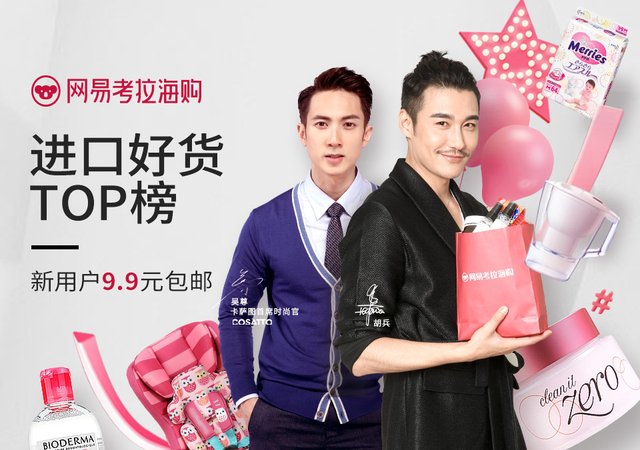 网易考拉海购
进口好货
TOP榜
新用户9.9元包邮
吴尊
卡萨图首席时尚官
COSATTO
胡兵
网易考拉海购
Merries
BIODERMA
clean it
zero
#